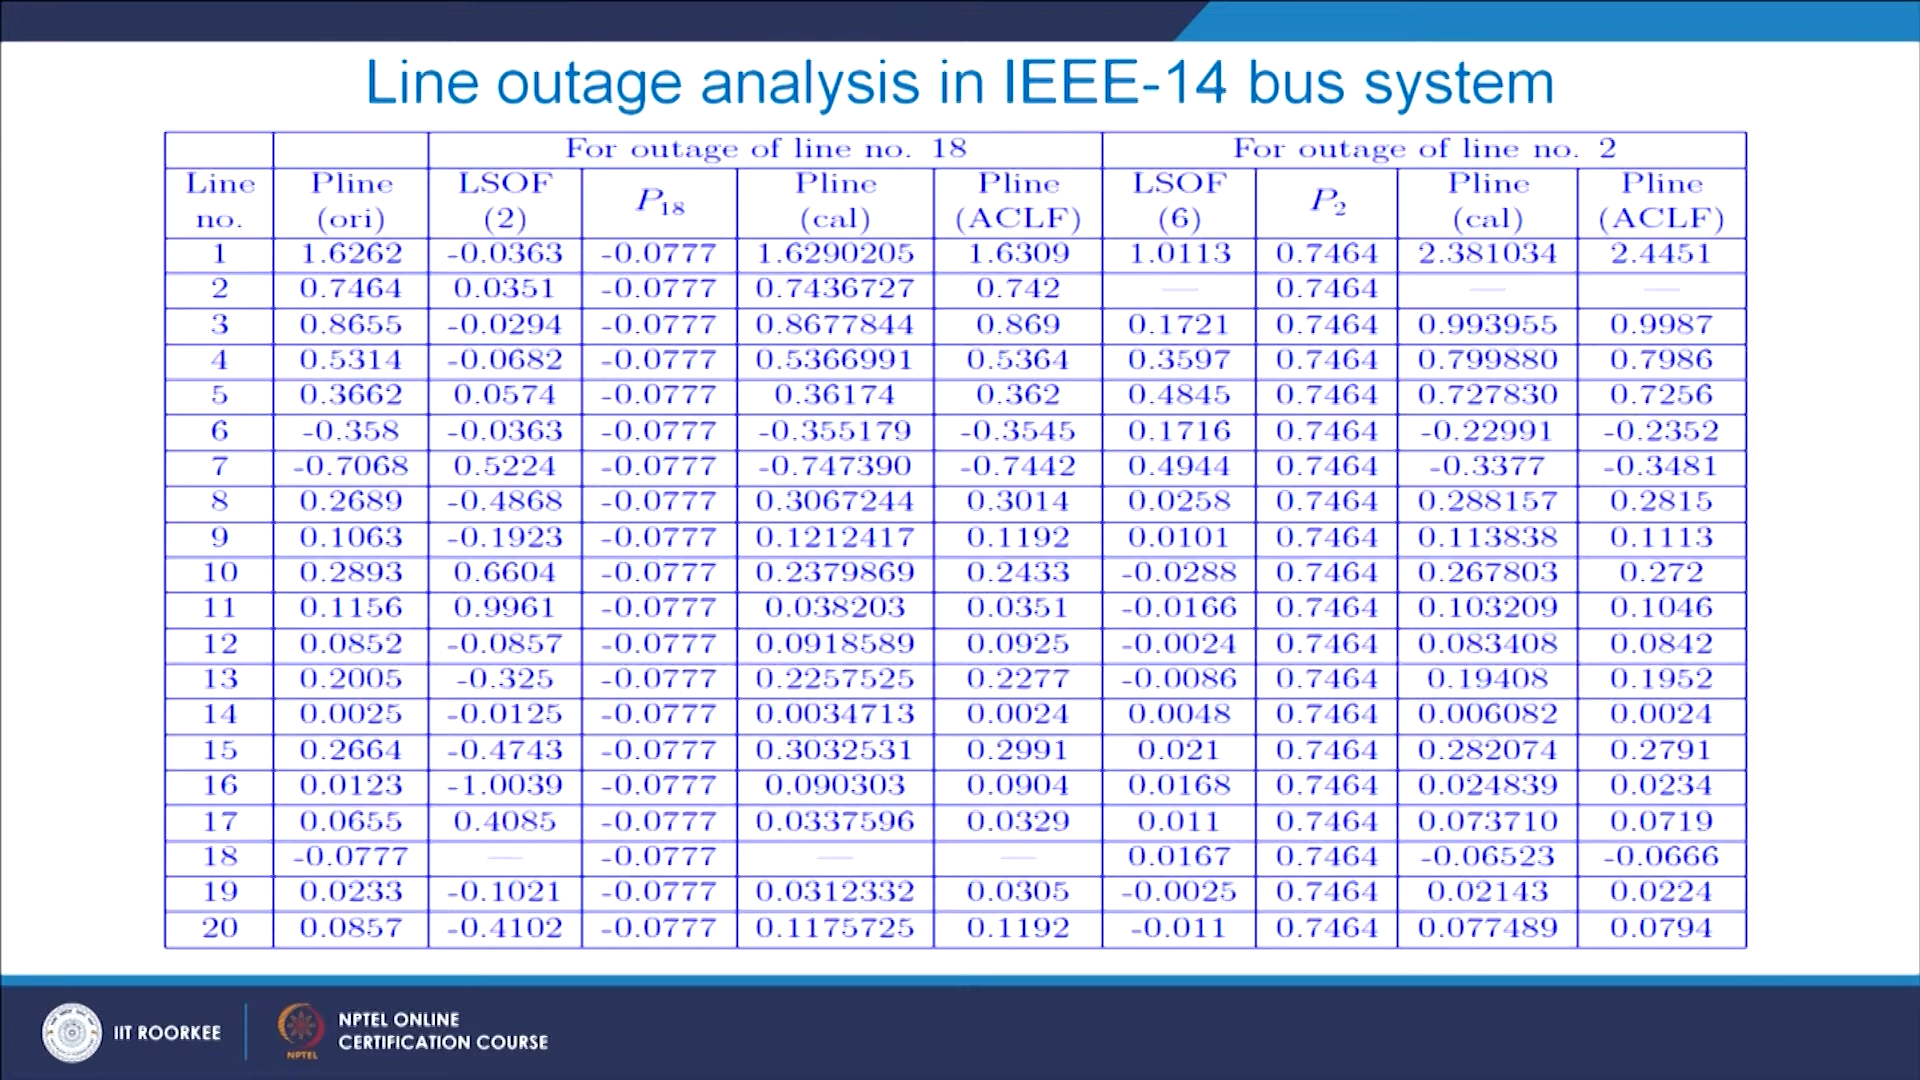 Line outage analysis in IEEE-14 bus system
For outage of line no. 18 For outage of line no. 2
Line Pline LSOF P18 Pline Pline LSOF P2 Pline Pline
no. (ori) (2) (cal) (ACLF) (6) (cal) (ACLF)
1 1.6262 -0.0363 -0.0777 1.6290205 1.6309 1.0113 0.7464 2.381034 2.4451
2 0.7464 0.0351 -0.0777 0.7436727 0.742 — 0.7464 — —
3 0.8655 -0.0294 -0.0777 0.8677844 0.869 0.1721 0.7464 0.993955 0.9987
4 0.5314 -0.0682 -0.0777 0.5366991 0.5364 0.3597 0.7464 0.799880 0.7986
5 0.3662 0.0574 -0.0777 0.36174 0.362 0.4845 0.7464 0.727830 0.7256
6 -0.358 -0.0363 -0.0777 -0.355179 -0.3545 0.1716 0.7464 -0.22991 -0.2352
7 -0.7068 0.5224 -0.0777 -0.747390 -0.7442 0.4944 0.7464 -0.3377 -0.3481
8 0.2689 -0.4868 -0.0777 0.3067244 0.3014 0.0258 0.7464 0.288157 0.2815
9 0.1063 -0.1923 -0.0777 0.1212417 0.1192 0.0101 0.7464 0.113838 0.1113
10 0.2893 0.6604 -0.0777 0.2379869 0.2433 -0.0288 0.7464 0.267803 0.272
11 0.1156 0.9961 -0.0777 0.038203 0.0351 -0.0166 0.7464 0.103209 0.1046
12 0.0852 -0.0857 -0.0777 0.0918589 0.0925 -0.0024 0.7464 0.083408 0.0842
13 0.2005 -0.325 -0.0777 0.2257525 0.2277 -0.0086 0.7464 0.19408 0.1952
14 0.0025 -0.0125 -0.0777 0.0034713 0.0024 0.0048 0.7464 0.006082 0.0024
15 0.2664 -0.4743 -0.0777 0.3032531 0.2991 0.021 0.7464 0.282074 0.2791
16 0.0123 -1.0039 -0.0777 0.090303 0.0904 0.0168 0.7464 0.024839 0.0234
17 0.0655 0.4085 -0.0777 0.0337596 0.0329 0.011 0.7464 0.073710 0.0719
18 -0.0777 — -0.0777 — — 0.0167 0.7464 -0.06523 -0.0666
19 0.0233 -0.1021 -0.0777 0.0312332 0.0305 -0.0025 0.7464 0.02143 0.0224
20 0.0857 -0.4102 -0.0777 0.1175725 0.1192 -0.011 0.7464 0.077489 0.0794
IIT ROORKEE
NPTEL
NPTEL ONLINE
CERTIFICATION COURSE